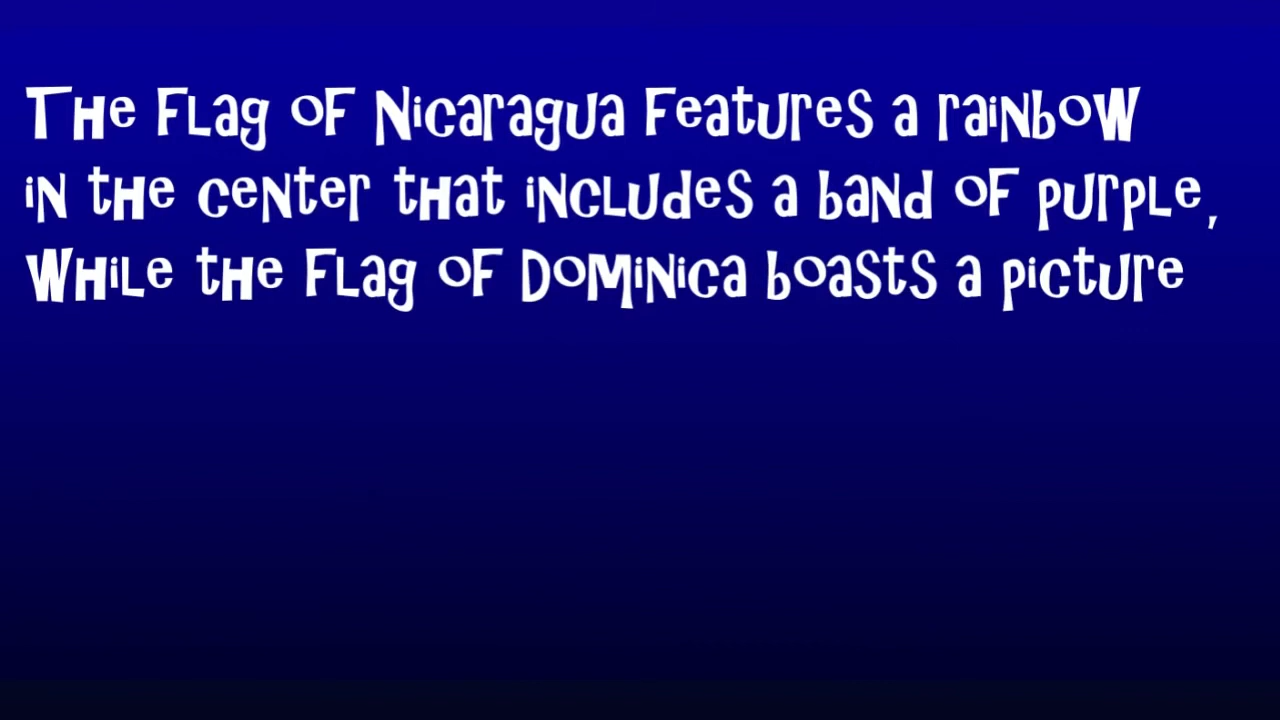 The Flag of Nicaragua features a rainbow
in the center that includes a band of purple,
while the flag of Dominica boasts a picture